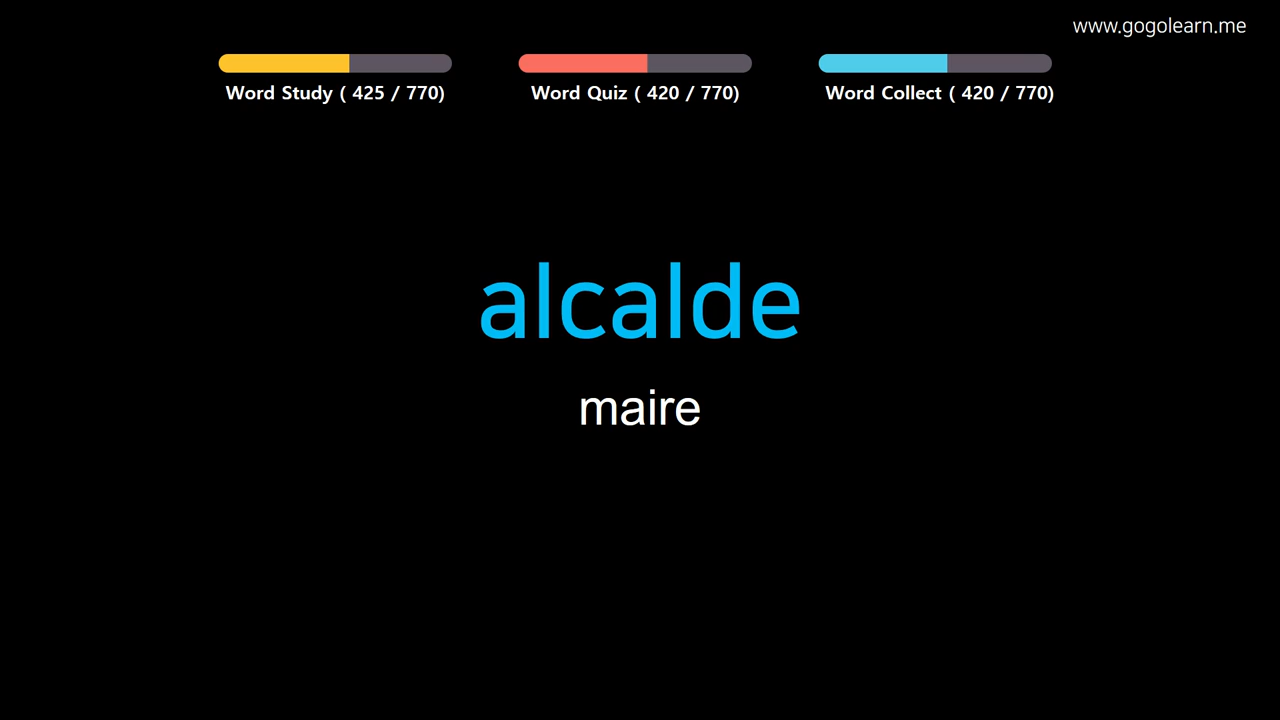 www.gogolearn.me
Word Study ( 425 / 770)
Word Quiz ( 420 / 770)
Word Collect ( 420 / 770)
alcalde
maire